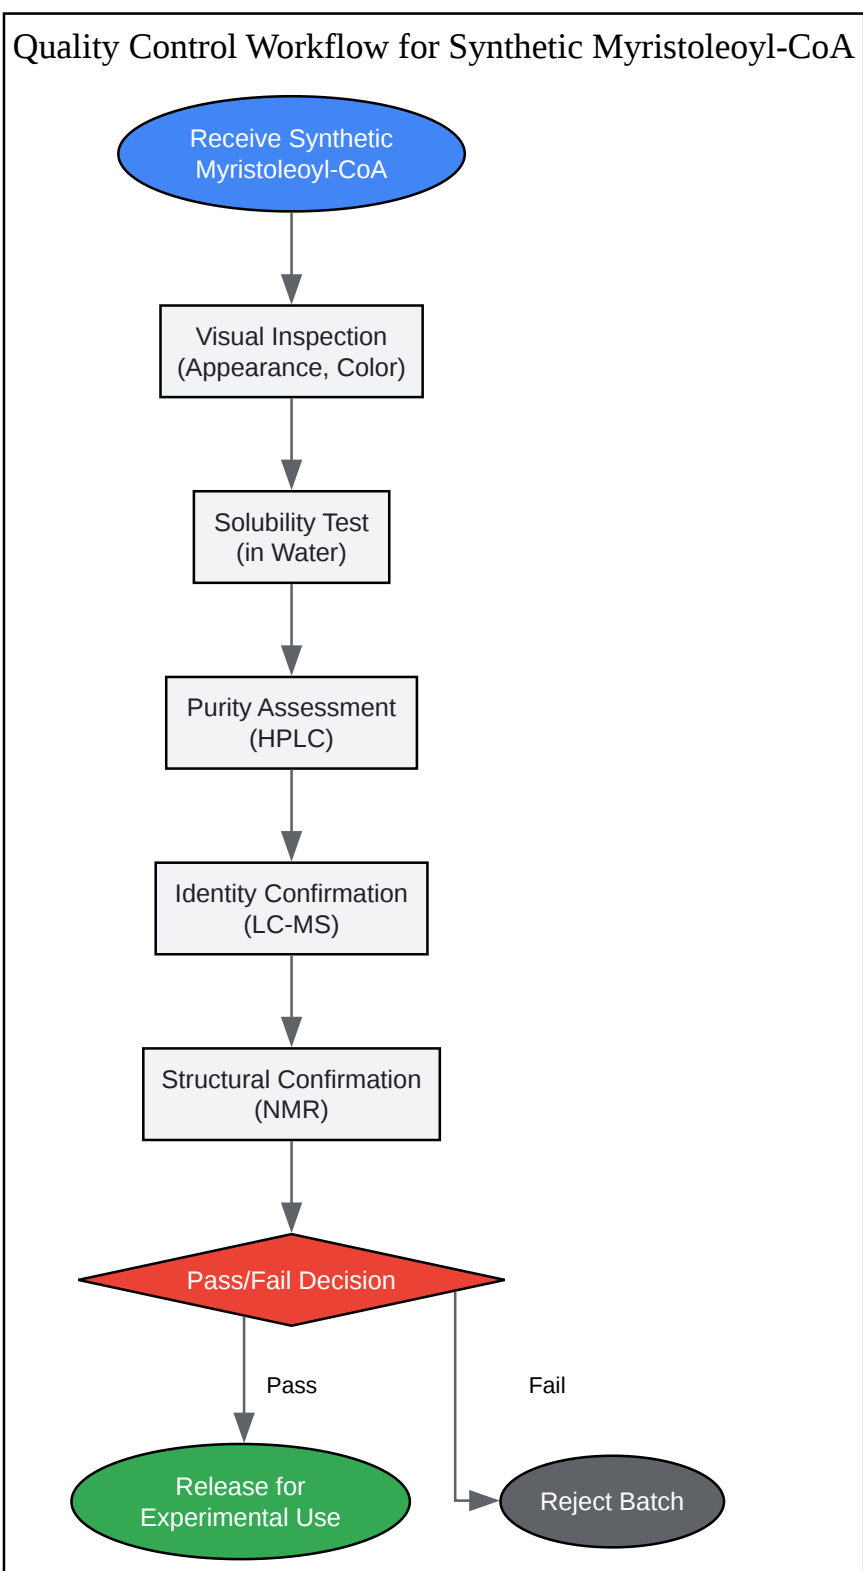 Quality Control Workflow for Synthetic Myristoleoyl-CoA
Receive Synthetic
Myristoleoyl-CoA
Visual Inspection
(Appearance, Color)
Solubility Test
(in Water)
Purity Assessment
(HPLC)
Identity Confirmation
(LC-MS)
Structural Confirmation
(NMR)
Pass/Fail Decision
Pass
Fail
Release for
Experimental Use
Reject Batch